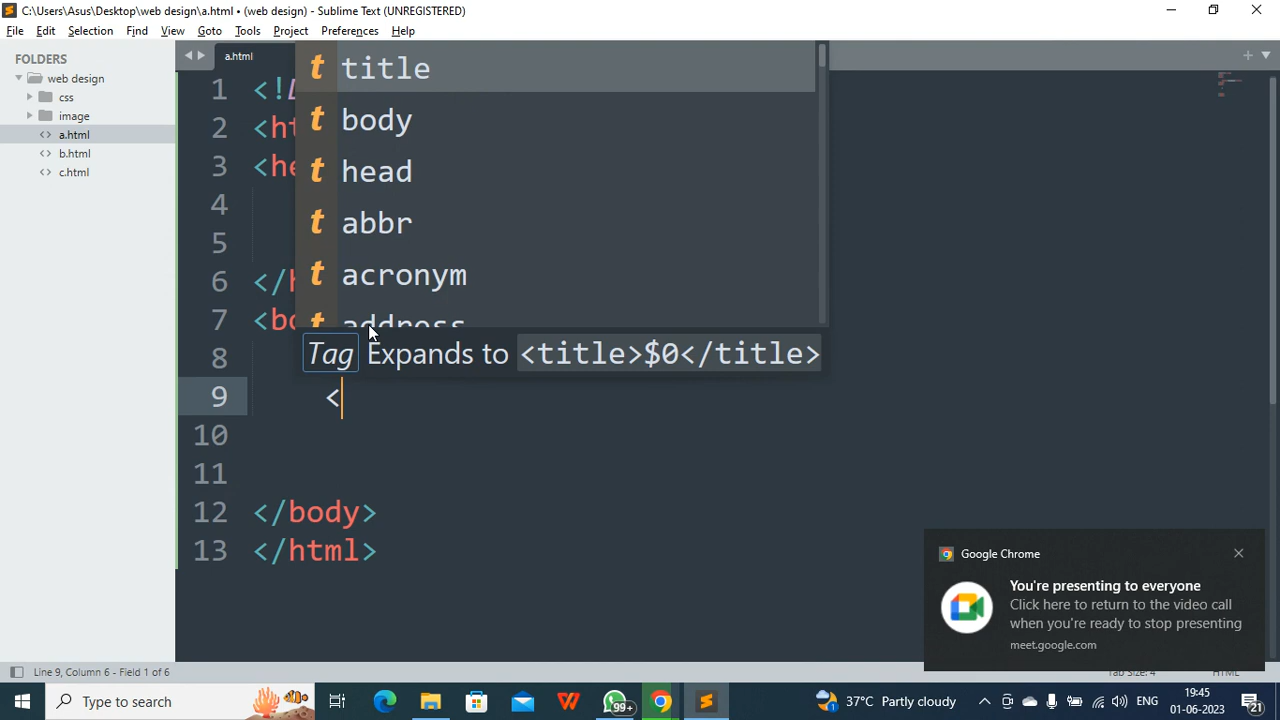 C:\Users\Asus\Desktop\web design\a.html • (web design) - Sublime Text (UNREGISTERED)
File Edit Selection Find View Goto Tools Project Preferences Help
FOLDERS
web design
css
image
a.html
b.html
c.html
a.html
1 <!
2 <ht
3 <he
4
5
6 </h
7 <bo
8
9 <
10
11
12 </body>
13 </html>
t title
t body
t head
t abbr
t acronym
t address
Tag Expands to <title>$0</title>
Google Chrome
You're presenting to everyone
Click here to return to the video call
when you're ready to stop presenting
meet.google.com
Line 9, Column 6 - Field 1 of 6
Tab Size: 4 HTML
Type to search
99+
37°C Partly cloudy
ENG
19:45
01-06-2023
21